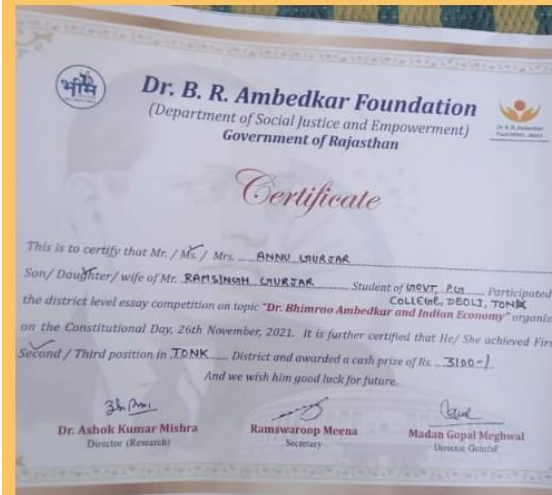 भीम
Dr. B. R. Ambedkar Foundation
(Department of Social Justice and Empowerment)
Government of Rajasthan
Dr. B.R. Ambedkar
Foundation, Jaipur
Certificate
This is to certify that Mr. / Ms. / Mrs. ANNU GURJAR
Son/ Daughter/ wife of Mr. RAMSINGH GURJAR Student of GOVT. P.G. Participated
COLLEGE, DEOLI, TONK
the district level essay competition on topic "Dr. Bhimrao Ambedkar and Indian Economy" organiz
on the Constitutional Day, 26th November, 2021. It is further certified that He/ She achieved Firs
Second / Third position in TONK District and awarded a cash prize of Rs. 3100-/
And we wish him good luck for future.
Dr. Ashok Kumar Mishra
Director (Research)
Ramswaroop Meena
Secretary
Madan Gopal Meghwal
Director General